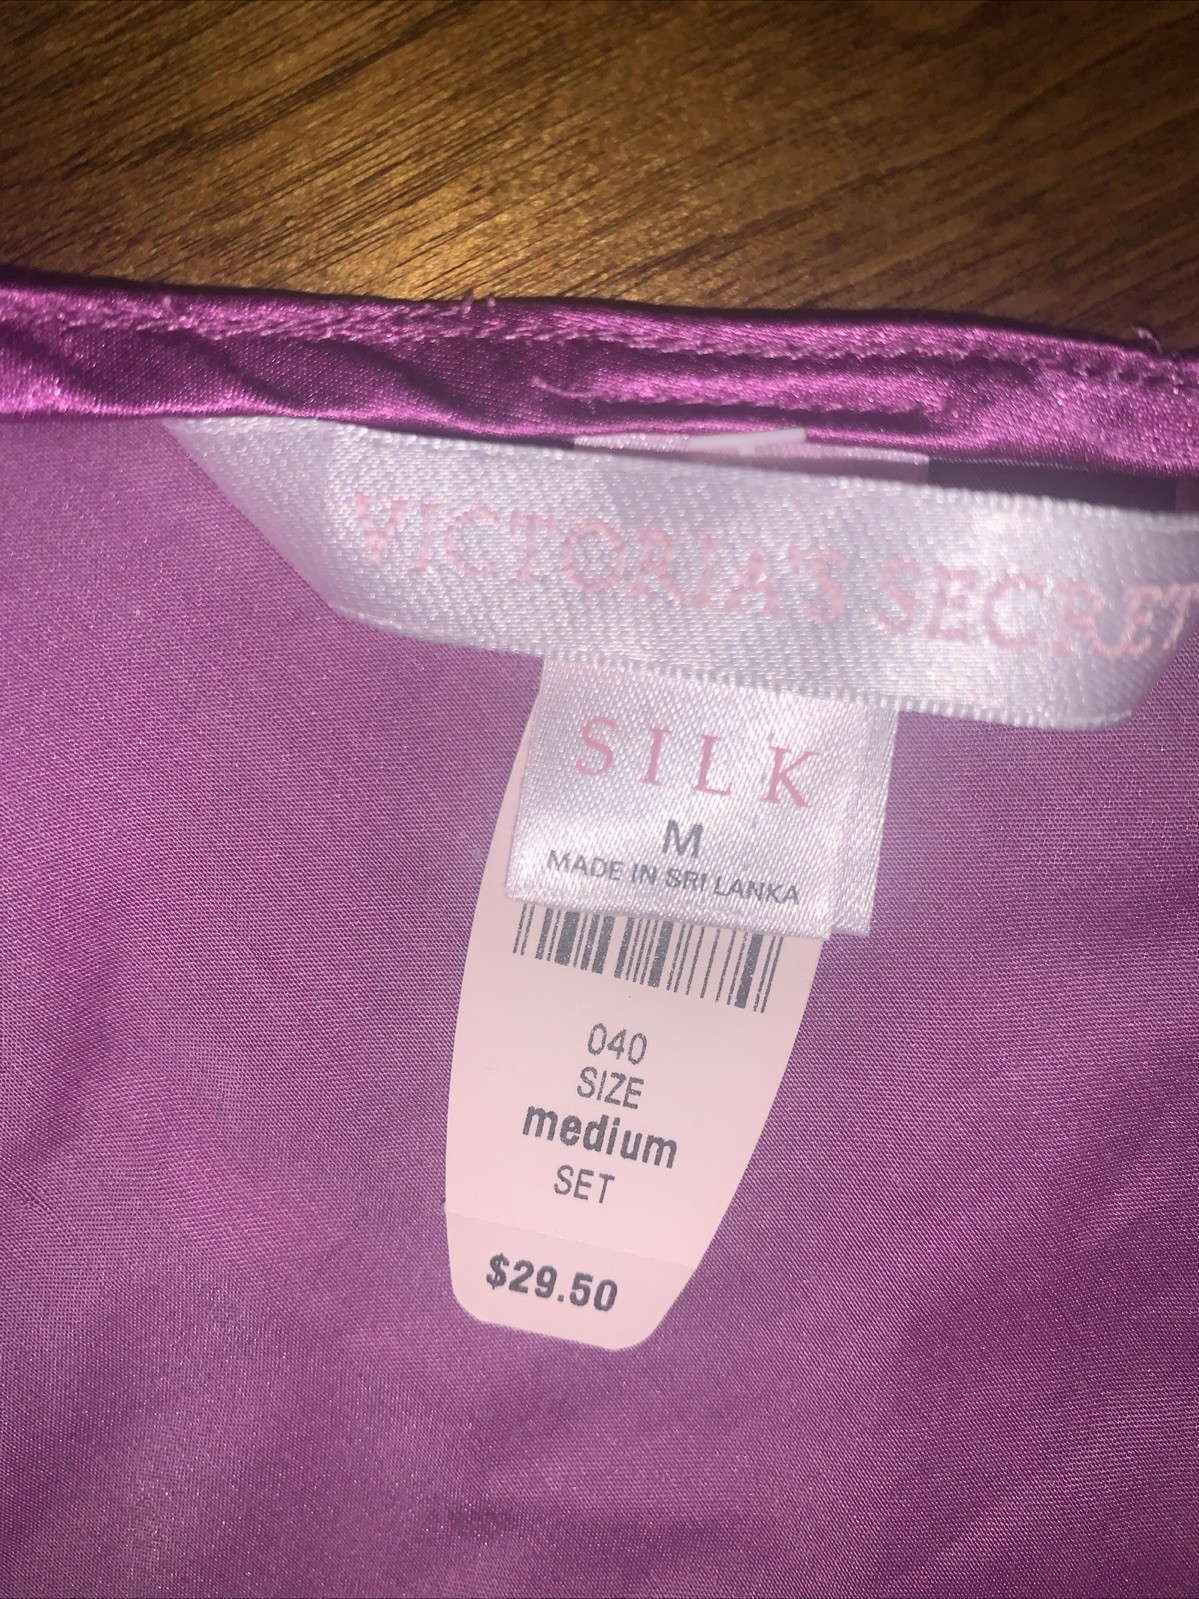 VICTORIA'S SECRET
SILK
M
MADE IN SRI LANKA
040
SIZE
medium
SET
$29.50